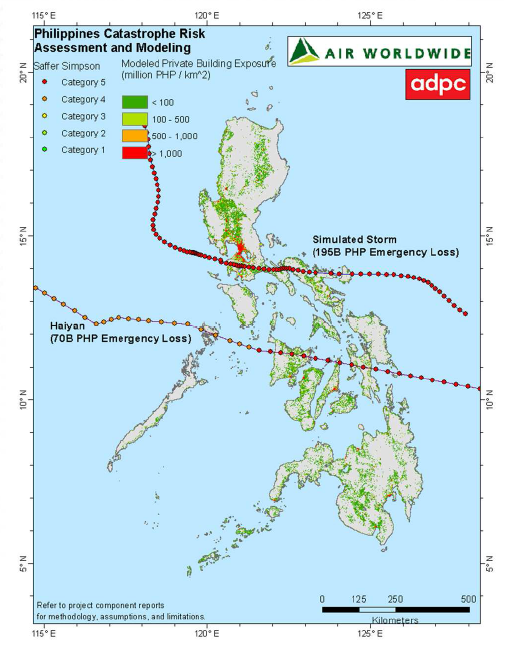 115° E
120° E
125° E
Philippines Catastrophe Risk
Assessment and Modeling
AIR WORLDWIDE
adpc
Saffer Simpson
Category 5
Category 4
Category 3
Category 2
Category 1
Modeled Private Building Exposure
(million PHP / km^2)
< 100
100 - 500
500 - 1,000
> 1,000
20° N
20° N
15° N
15° N
10° N
10° N
5° N
5° N
Simulated Storm
(195B PHP Emergency Loss)
Haiyan
(70B PHP Emergency Loss)
Refer to project component reports
for methodology, assumptions, and limitations.
0 125 250 500
Kilometers
115° E
120° E
125° E